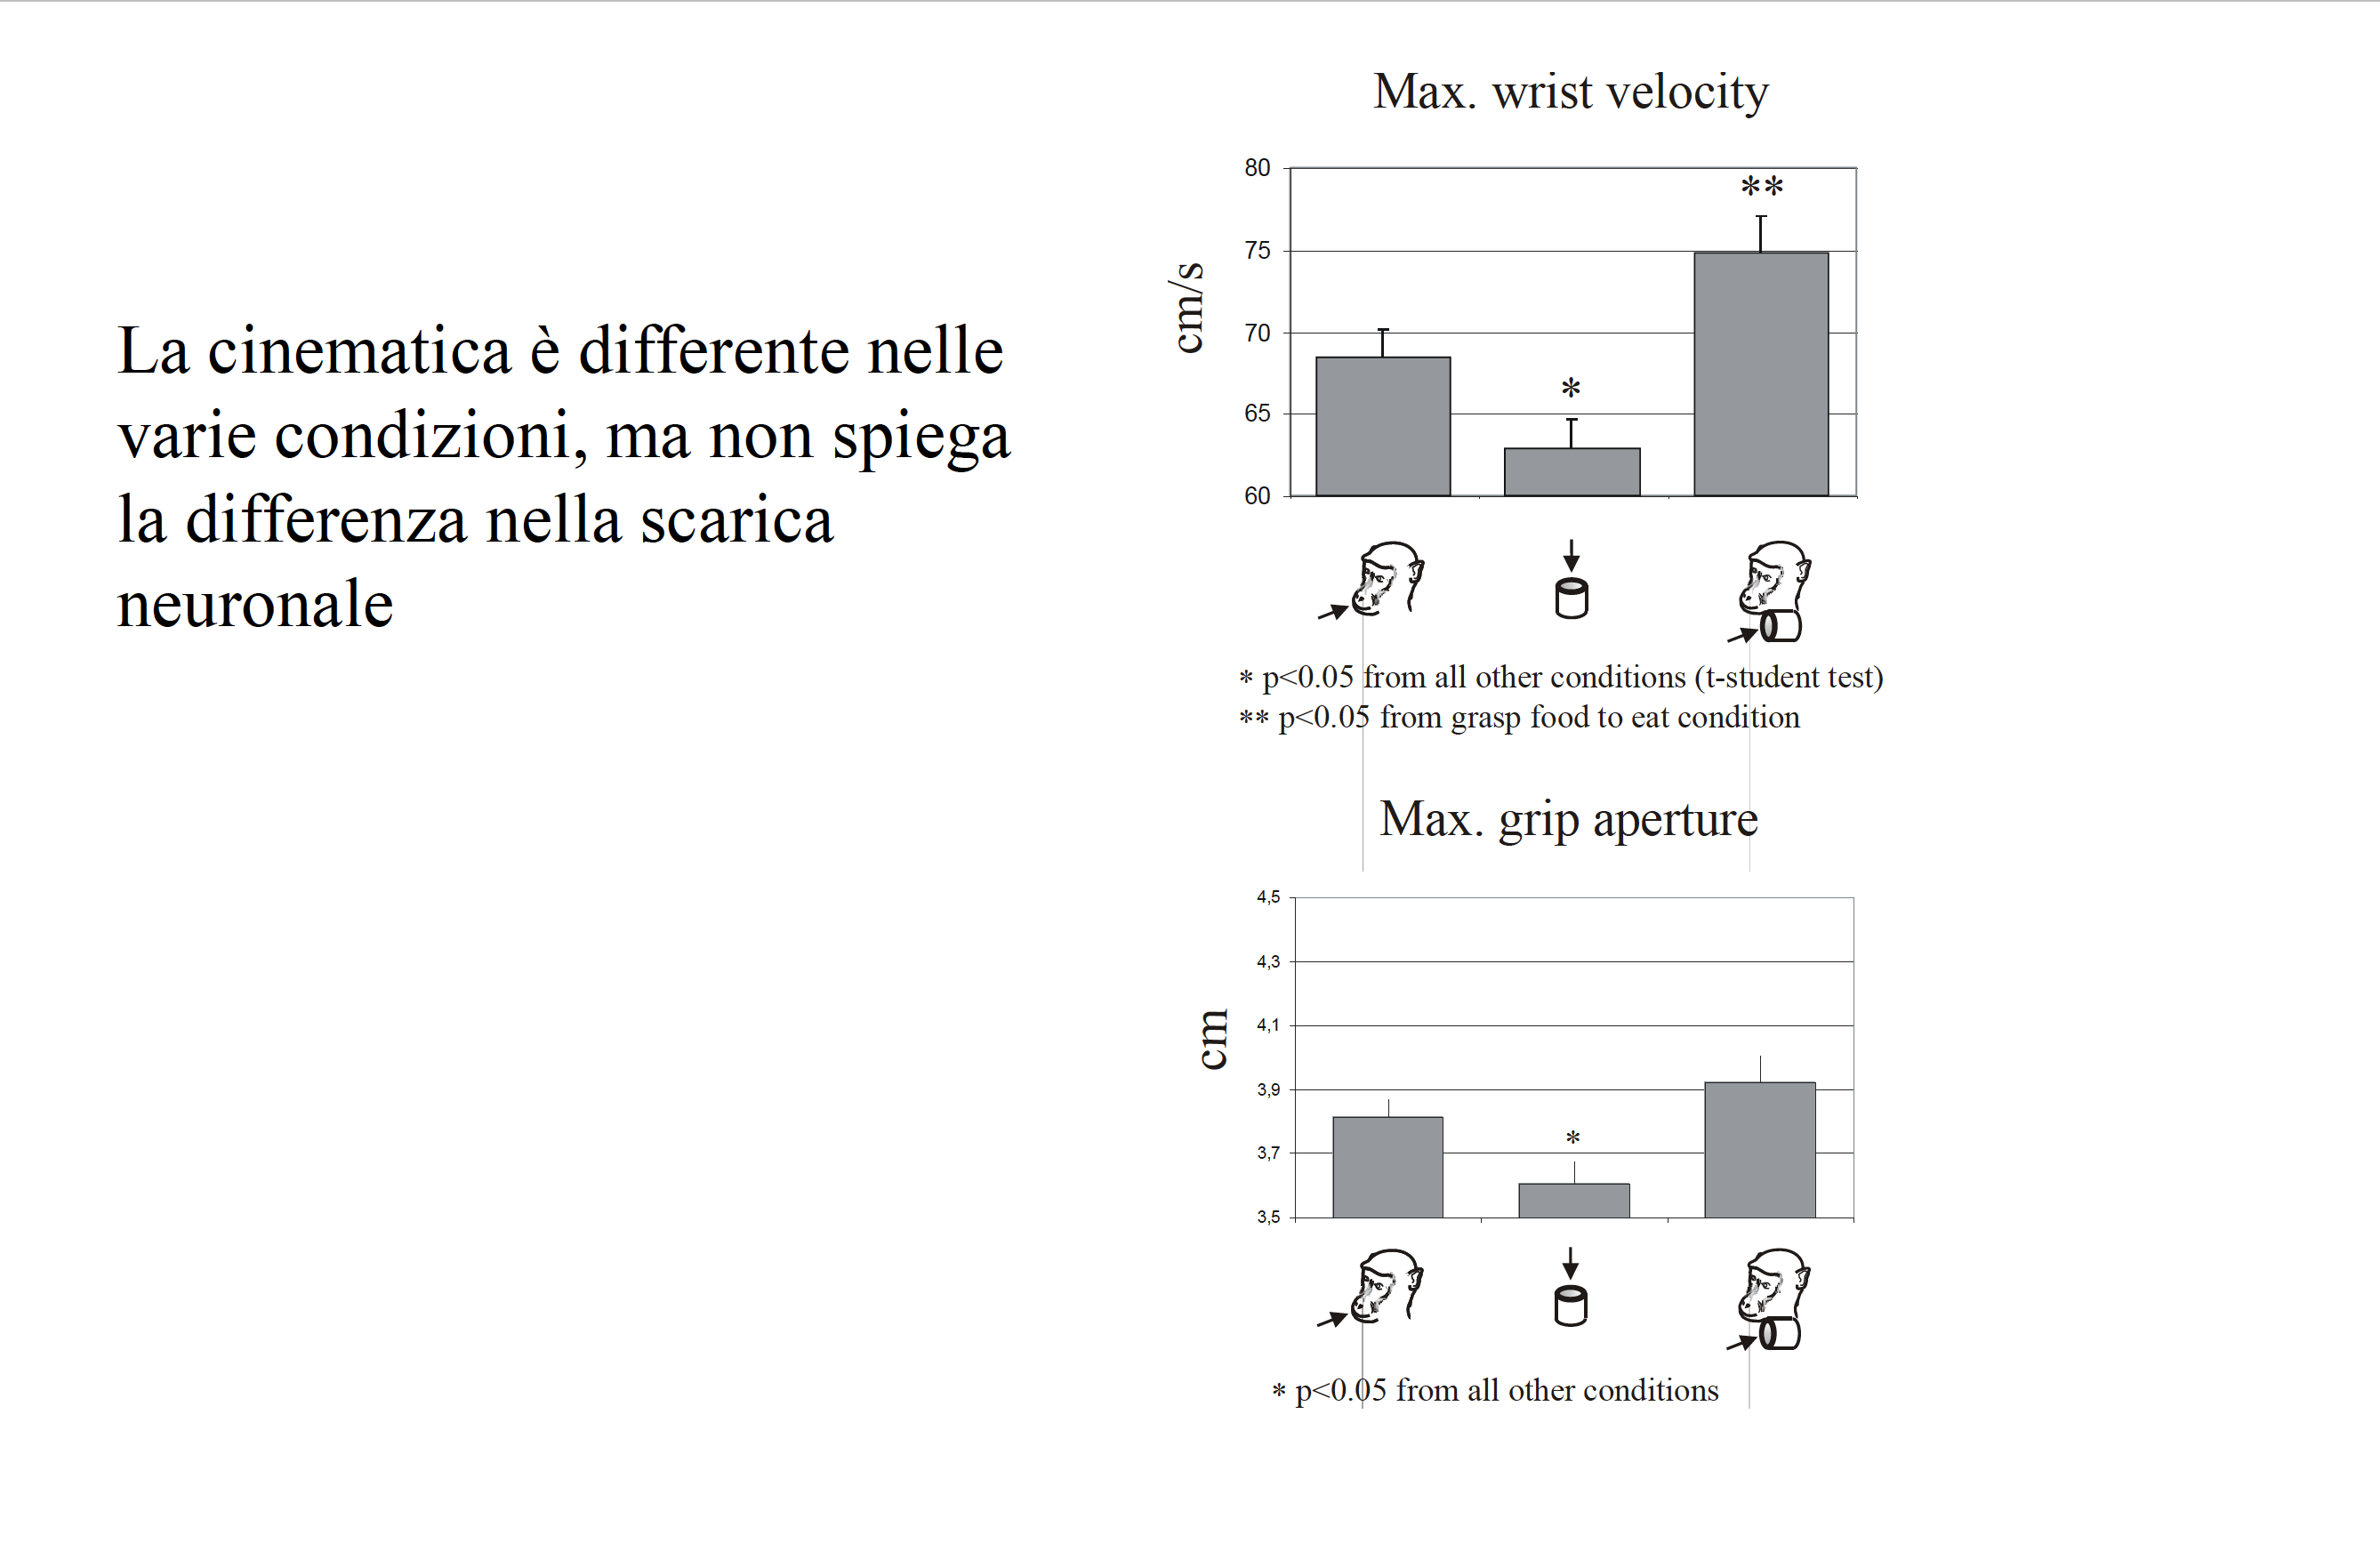 La cinematica è differente nelle
varie condizioni, ma non spiega
la differenza nella scarica
neuronale
Max. wrist velocity
cm/s
80
75
70
65
60
**
*
* p<0.05 from all other conditions (t-student test)
** p<0.05 from grasp food to eat condition
Max. grip aperture
cm
4,5
4,3
4,1
3,9
3,7
3,5
*
* p<0.05 from all other conditions